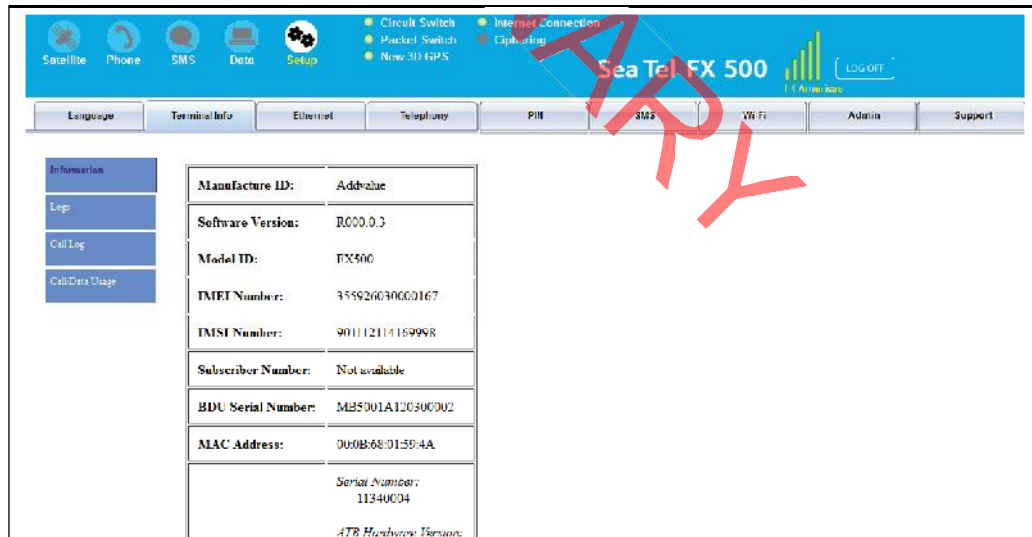 Circuit Switch Internet Connection
Packet Switch Ciphering
New 3D GPS
Satellite Phone SMS Data Setup
Sea Tel FX 500
LOG OFF
I-4 Americas
Language Terminal Info Ethernet Telephony PIN SMS Wi-Fi Admin Support
ARY
Information
Logs
Call Log
Call/Data Usage
Manufacture ID: Addvalue
Software Version: R000.0.3
Model ID: FX500
IMEI Number: 355926030000167
IMSI Number: 901112114169998
Subscriber Number: Not available
BDU Serial Number: MB5001A120300002
MAC Address: 00:0B:68:01:59:4A
Serial Number:
11340004
ATB Hardware Version: